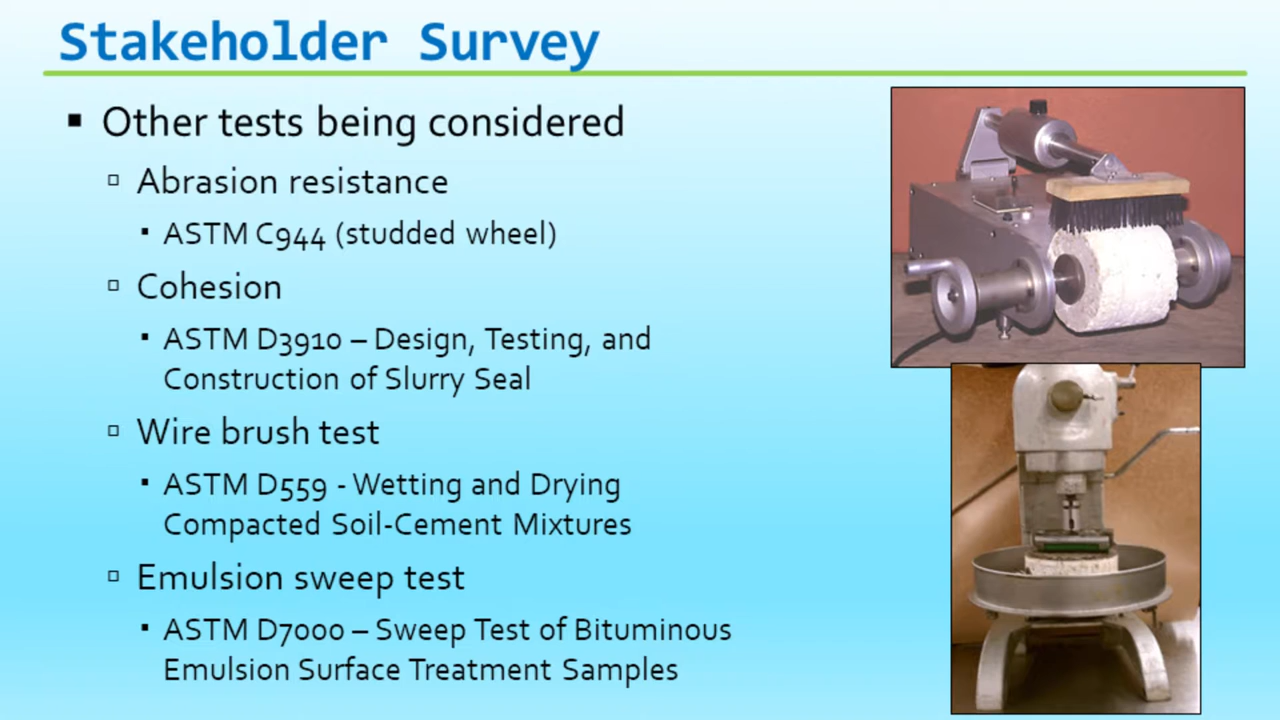 Stakeholder Survey
Other tests being considered
Abrasion resistance
ASTM C944 (studded wheel)
Cohesion
ASTM D3910 – Design, Testing, and
Construction of Slurry Seal
Wire brush test
ASTM D559 - Wetting and Drying
Compacted Soil-Cement Mixtures
Emulsion sweep test
ASTM D7000 – Sweep Test of Bituminous
Emulsion Surface Treatment Samples